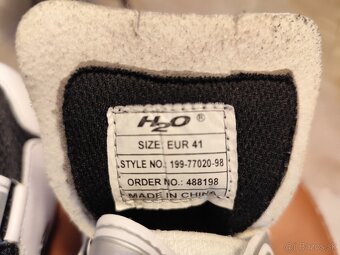 H2O ®
SIZE: EUR 41
STYLE NO.: 199-77020-98
ORDER NO.: 488198
MADE IN CHINA